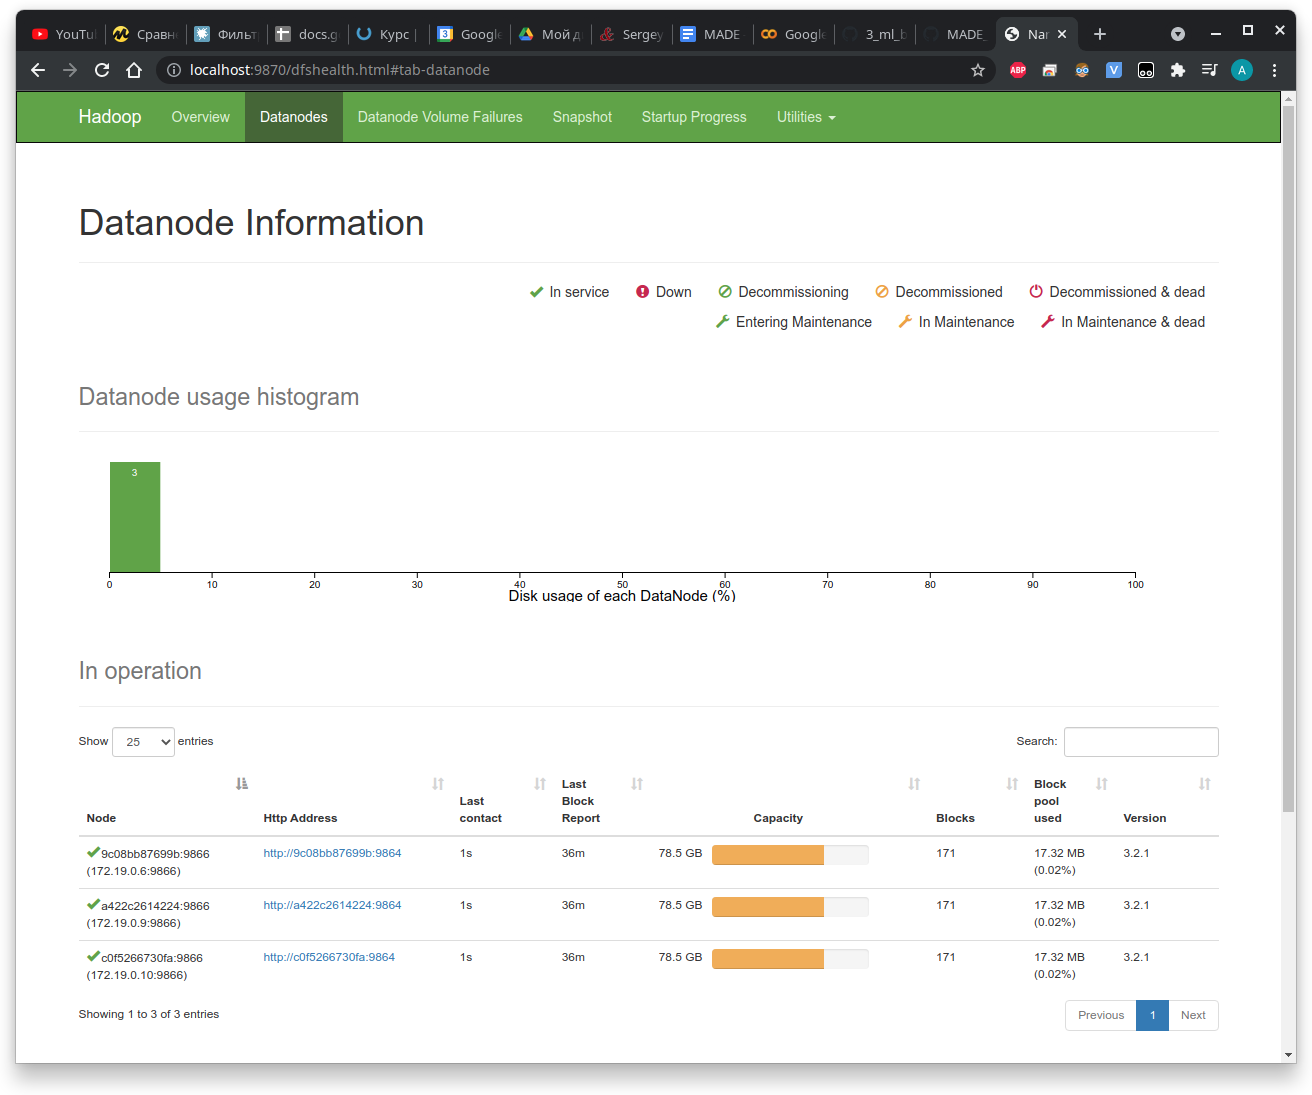 YouTu Сравн Фильт docs.g Курс | Google Мой д Sergey MADE Google 3_ml_b MADE_ Nar
localhost:9870/dfshealth.html#tab-datanode ABP V A
Hadoop Overview Datanodes Datanode Volume Failures Snapshot Startup Progress Utilities
Datanode Information
In service Down Decommissioning Decommissioned Decommissioned & dead
Entering Maintenance In Maintenance In Maintenance & dead
Datanode usage histogram
3
0 10 20 30 40 50 60 70 80 90 100
Disk usage of each DataNode (%)
In operation
Show 25 entries Search:
Node Http Address Last contact Last Block Report Capacity Blocks Block pool used Version
9c08bb87699b:9866 http://9c08bb87699b:9864 1s 36m 78.5 GB 171 17.32 MB 3.2.1
(172.19.0.6:9866) (0.02%)
a422c2614224:9866 http://a422c2614224:9864 1s 36m 78.5 GB 171 17.32 MB 3.2.1
(172.19.0.9:9866) (0.02%)
c0f5266730fa:9866 http://c0f5266730fa:9864 1s 36m 78.5 GB 171 17.32 MB 3.2.1
(172.19.0.10:9866) (0.02%)
Showing 1 to 3 of 3 entries Previous 1 Next